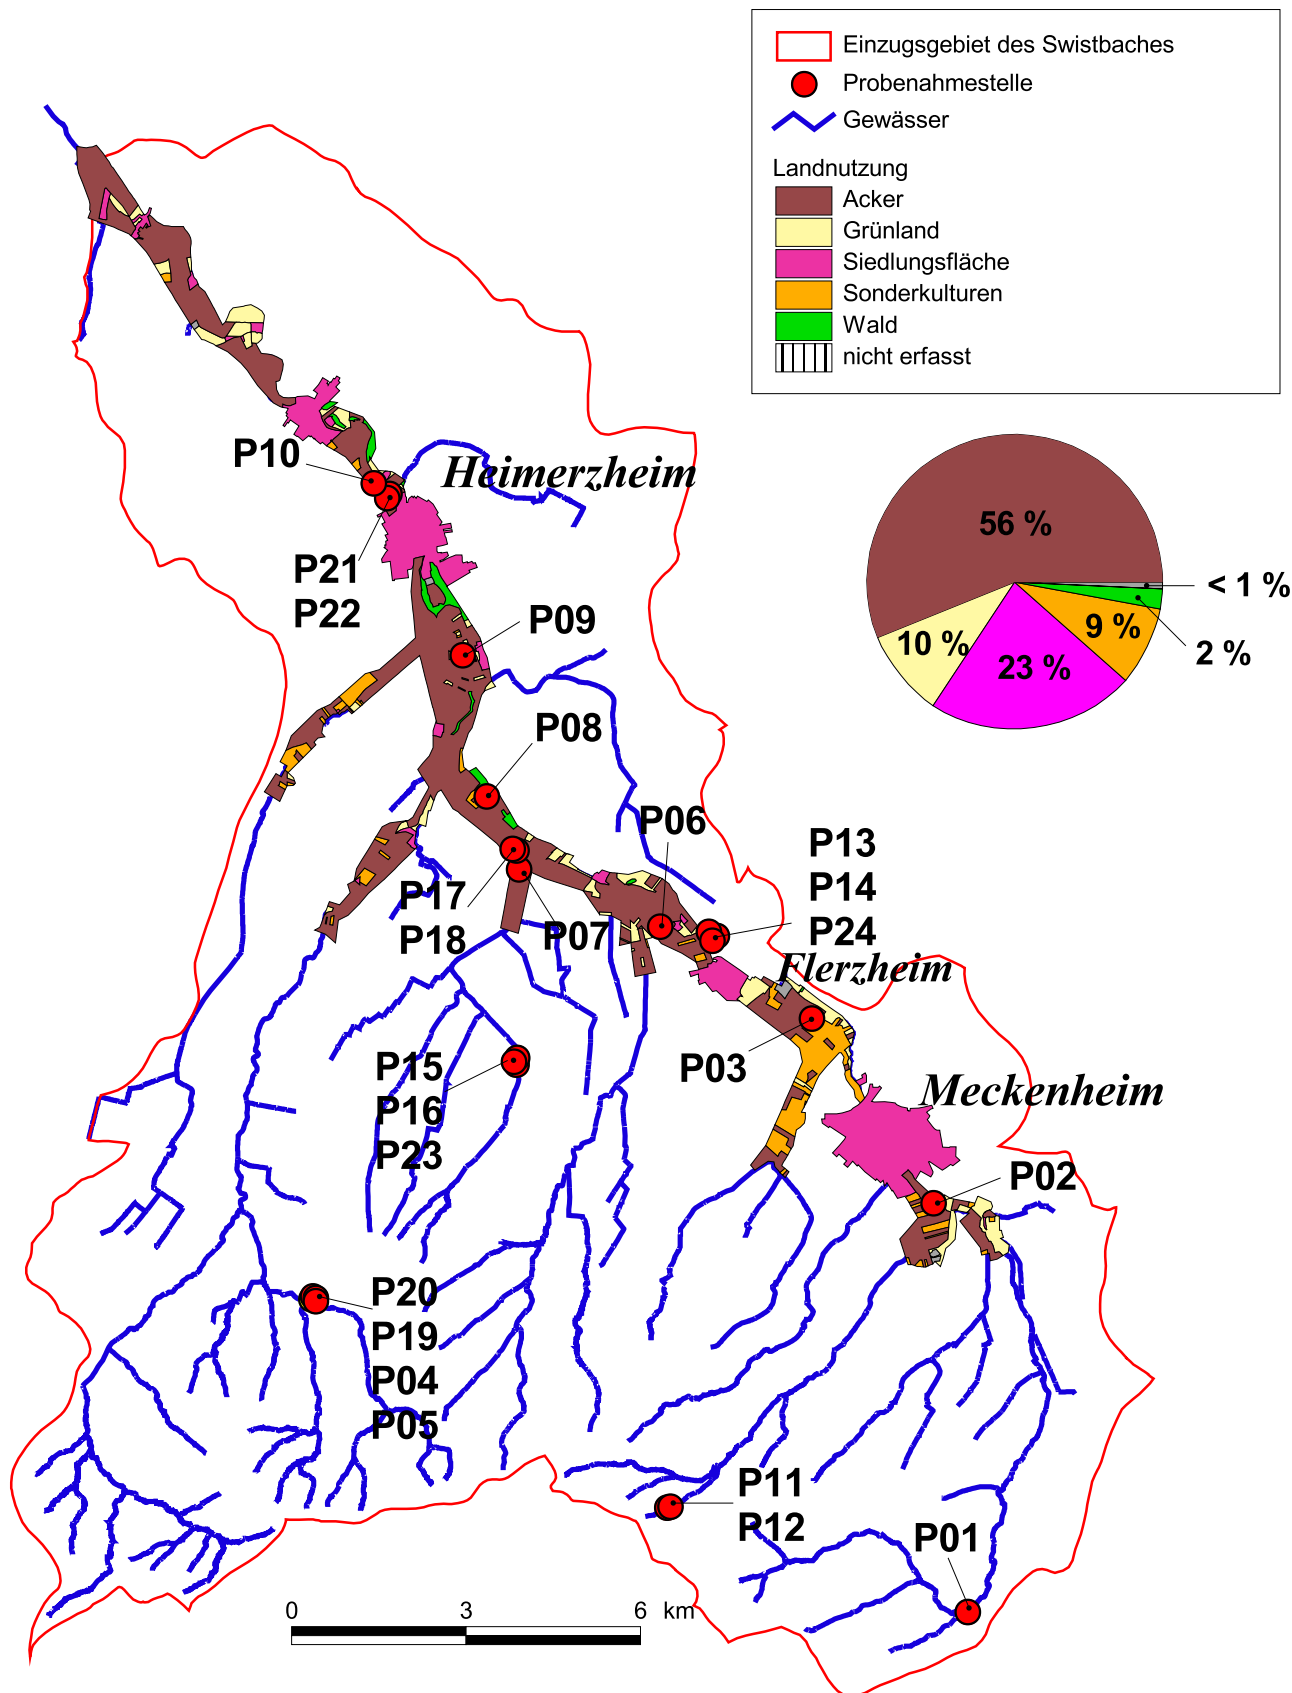 Einzugsgebiet des Swistbaches
Probenahmestelle
Gewässer
Landnutzung
Acker
Grünland
Siedlungsfläche
Sonderkulturen
Wald
nicht erfasst
P10
Heimerzheim
56 %
P21
P22
< 1 %
P09
9 %
10 %
23 %
2 %
P08
P06
P13
P14
P24
P17
P18
P07
Flerzheim
P03
P15
P16
P23
Meckenheim
P02
P20
P19
P04
P05
P11
P12
P01
0 3 6 km